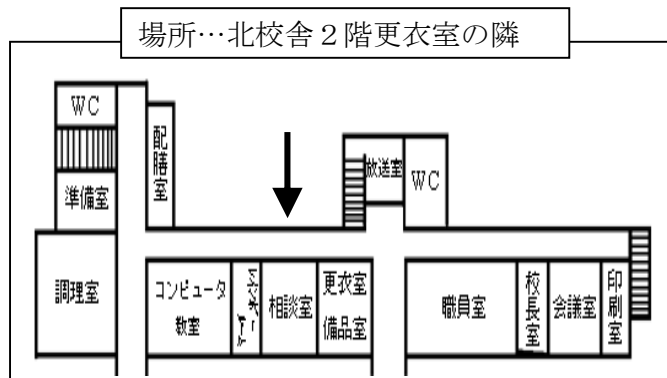 場所…北校舎２階更衣室の隣
WC
配膳室
準備室
放送室
WC
調理室
コンピュータ
教室
相談室
更衣室
備品室
職員室
校長室
会議室
印刷室